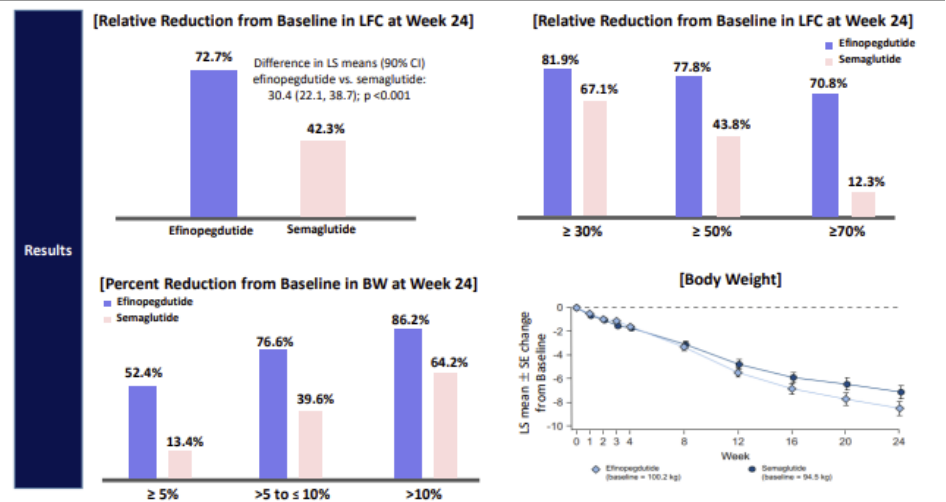 Results
[Relative Reduction from Baseline in LFC at Week 24]
72.7%
Difference in LS means (90% CI)
efinopegdutide vs. semaglutide:
30.4 (22.1, 38.7); p <0.001
42.3%
Efinopegdutide
Semaglutide
[Relative Reduction from Baseline in LFC at Week 24]
Efinopegdutide
Semaglutide
81.9%
67.1%
77.8%
43.8%
70.8%
12.3%
≥ 30%
≥ 50%
≥70%
[Percent Reduction from Baseline in BW at Week 24]
Efinopegdutide
Semaglutide
52.4%
13.4%
76.6%
39.6%
86.2%
64.2%
≥ 5%
>5 to ≤ 10%
>10%
[Body Weight]
LS mean ± SE change
from Baseline
0
-2
-4
-6
-8
-10
0 1 2 3 4 8 12 16 20 24
Week
Efinopegdutide
(baseline = 100.2 kg)
Semaglutide
(baseline = 94.5 kg)